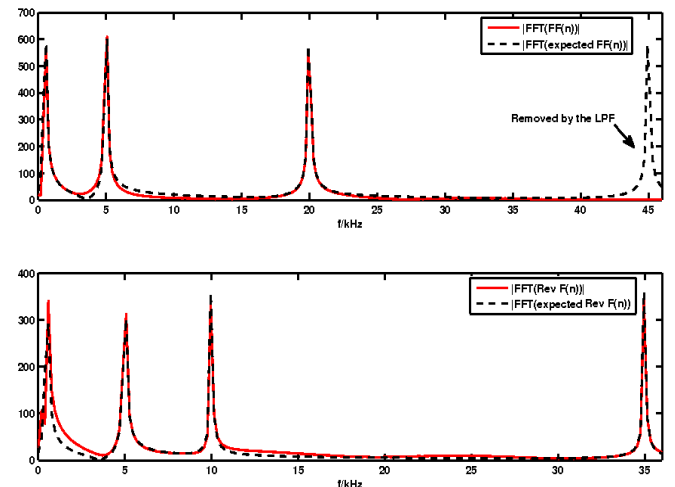 700
600
500
400
300
200
100
0
|FFT(FF(n))|
|FFT(expected FF(n))|
Removed by the LPF
0 5 10 15 20 25 30 35 40 45
f/kHz
400
300
200
100
0
|FFT(Rev F(n))|
|FFT(expected Rev F(n))
0 5 10 15 20 25 30 35
f/kHz